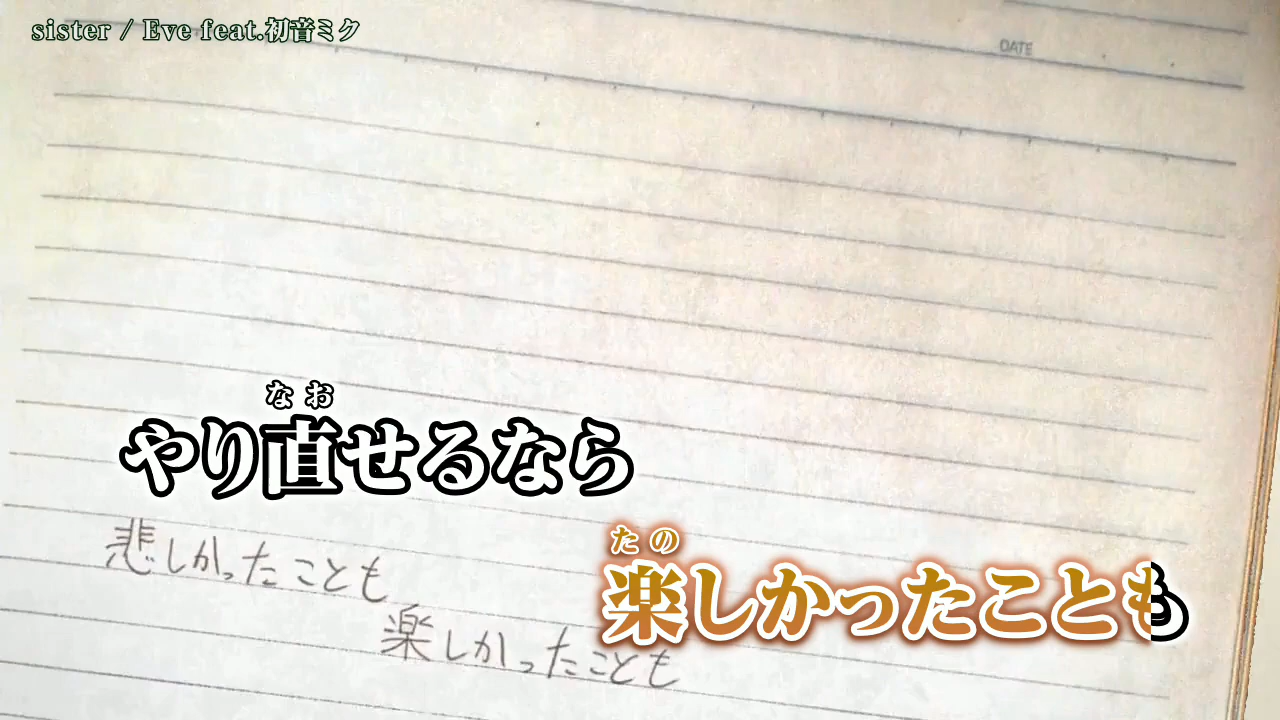 sister / Eve feat.初音ミク
DATE
なお
やり直せるなら
たの
楽しかったことも
悲しかったことも
楽しかったことも